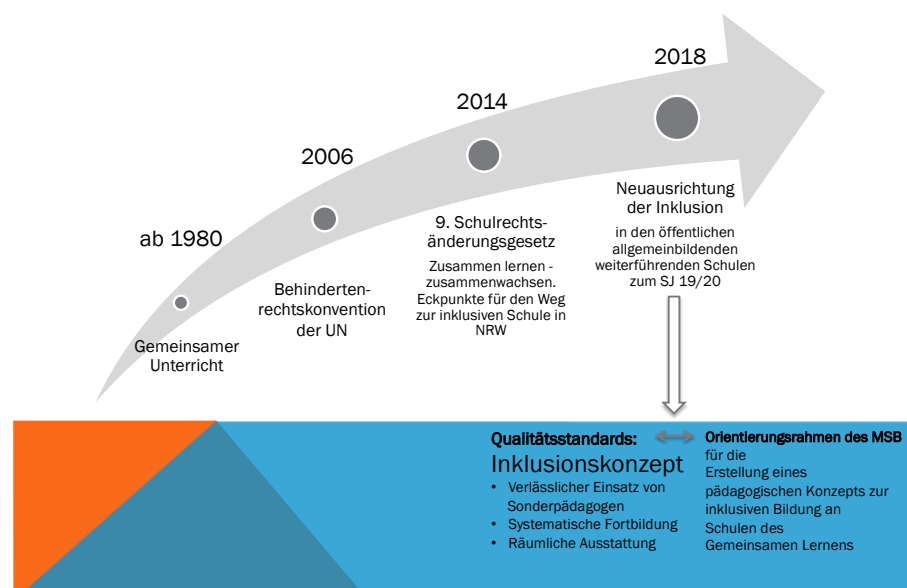 ab 1980
Gemeinsamer
Unterricht
2006
Behinderten-
rechtskonvention
der UN
2014
9. Schulrechts-
änderungsgesetz
Zusammen lernen -
zusammenwachsen.
Eckpunkte für den Weg
zur inklusiven Schule in
NRW
2018
Neuausrichtung
der Inklusion
in den öffentlichen
allgemeinbildenden
weiterführenden Schulen
zum SJ 19/20
Qualitätsstandards:
Inklusionskonzept
• Verlässlicher Einsatz von
Sonderpädagogen
• Systematische Fortbildung
• Räumliche Ausstattung
Orientierungsrahmen des MSB
für die
Erstellung eines
pädagogischen Konzepts zur
inklusiven Bildung an
Schulen des
Gemeinsamen Lernens